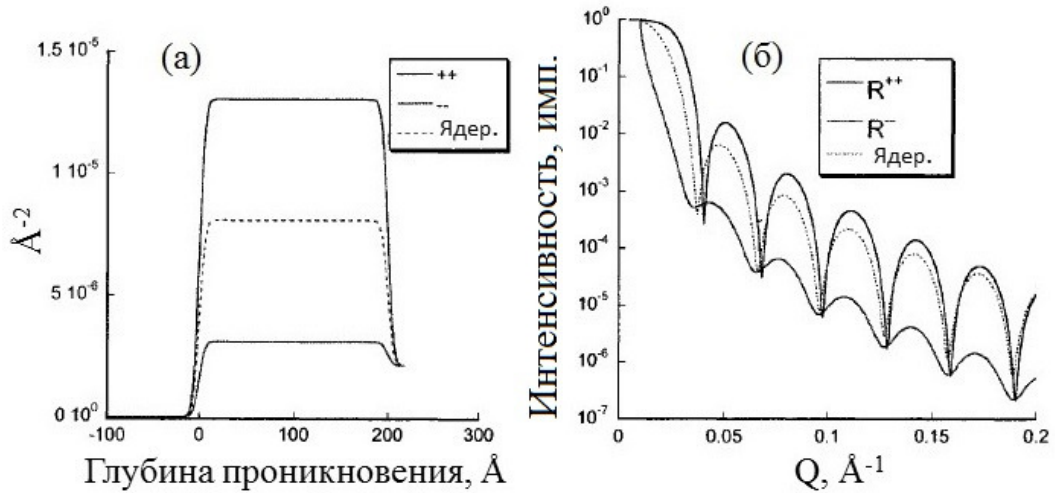 (а)
1.5 10⁻⁵
1 10⁻⁵
5 10⁻⁶
0 10⁰
Å⁻²
++
--
Ядер.
-100
0
100
200
300
Глубина проникновения, Å
(б)
10⁰
10⁻¹
10⁻²
10⁻³
10⁻⁴
10⁻⁵
10⁻⁶
10⁻⁷
Интенсивность, имп.
R⁺⁺
R⁻⁻
Ядер.
0
0.05
0.1
0.15
0.2
Q, Å⁻¹